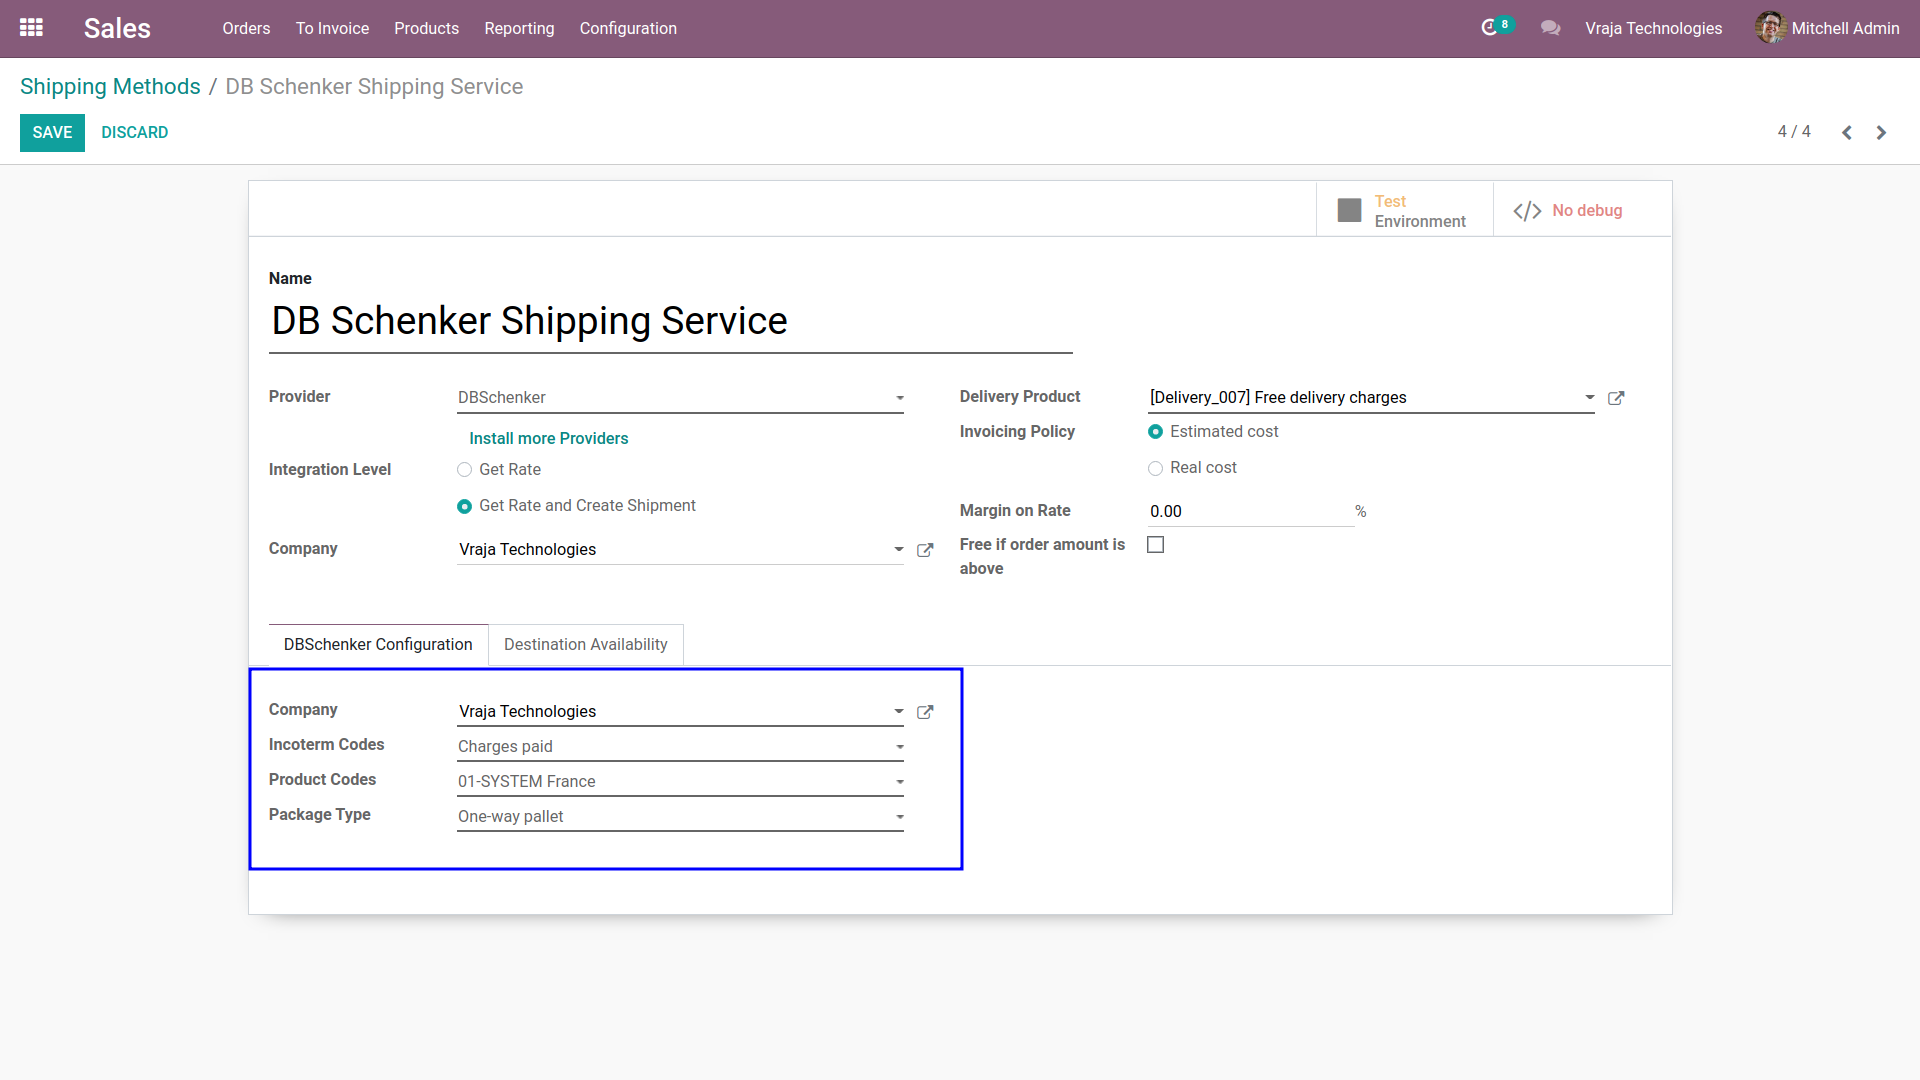 Sales Orders To Invoice Products Reporting Configuration 8 Vraja Technologies Mitchell Admin
Shipping Methods / DB Schenker Shipping Service
SAVE DISCARD 4 / 4
Test
Environment
No debug
Name
DB Schenker Shipping Service
Provider DBSchenker
Install more Providers
Integration Level Get Rate
Get Rate and Create Shipment
Company Vraja Technologies
Delivery Product [Delivery_007] Free delivery charges
Invoicing Policy Estimated cost
Real cost
Margin on Rate 0.00 %
Free if order amount is
above
DBSchenker Configuration Destination Availability
Company Vraja Technologies
Incoterm Codes Charges paid
Product Codes 01-SYSTEM France
Package Type One-way pallet